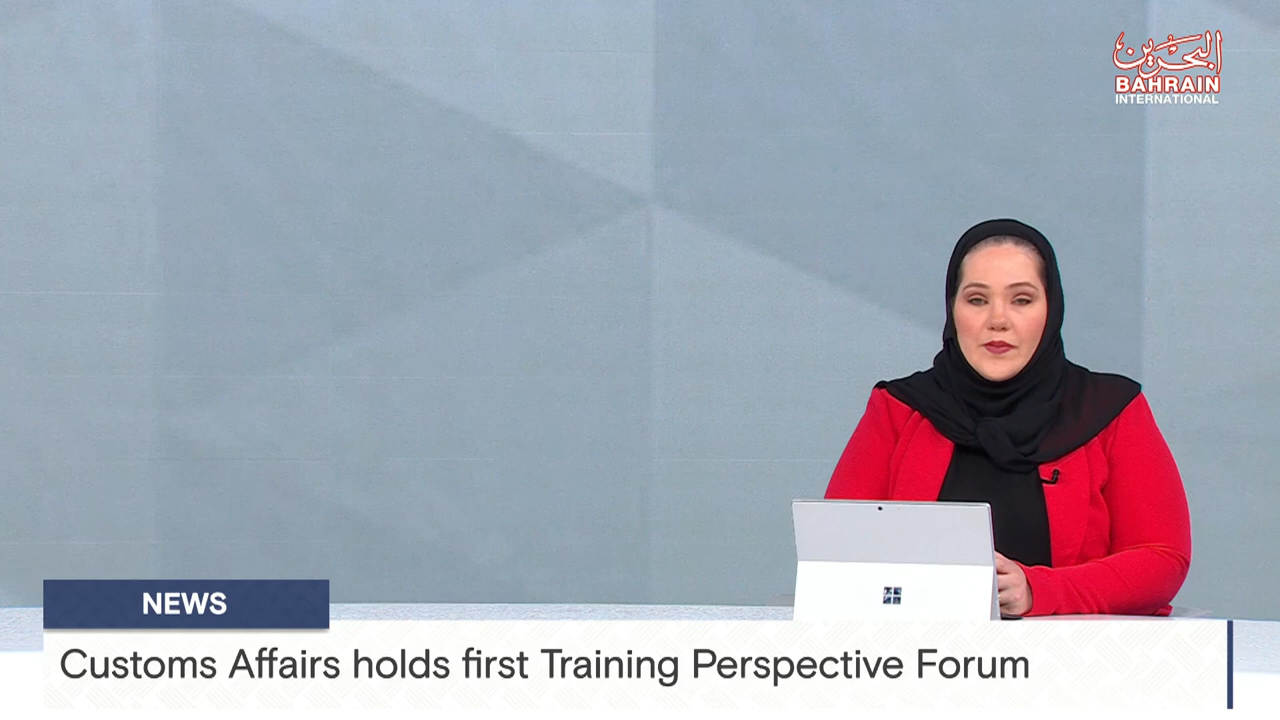 البحرين
BAHRAIN
INTERNATIONAL
NEWS
Customs Affairs holds first Training Perspective Forum